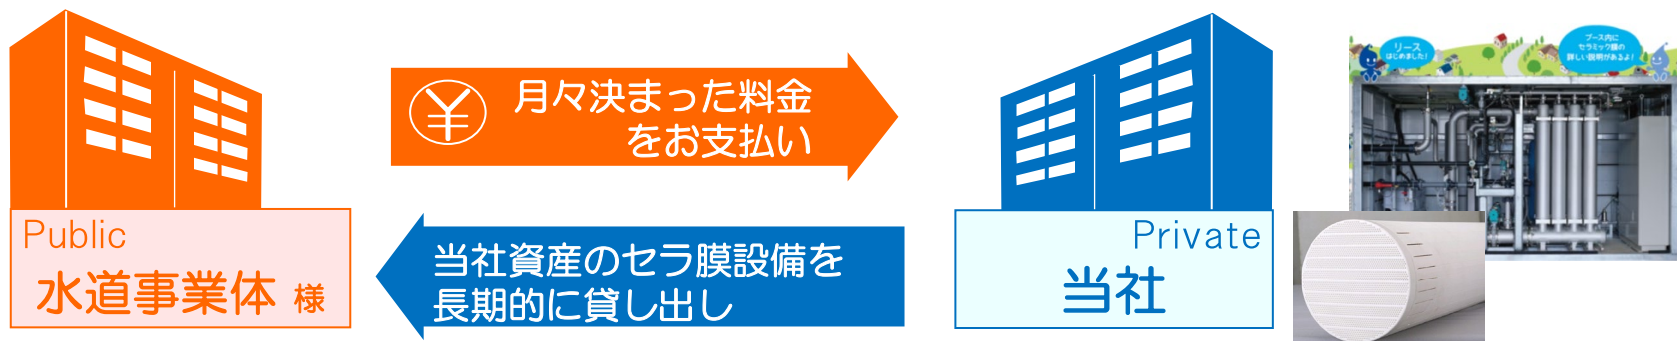 月々決まった料金
をお支払い
Public
水道事業体 様
当社資産のセラ膜設備を
長期的に貸し出し
Private
当社
リース
はじめました!
ブース内に
セラミック膜の
詳しい説明があるよ!